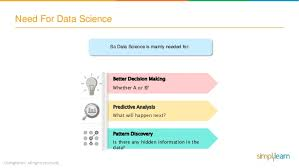 Need For Data Science
So Data Science is mainly needed for:
Better Decision Making
Whether A or B?
Predictive Analysis
What will happen next?
Pattern Discovery
Is there any hidden information in the
data?
simplilearn